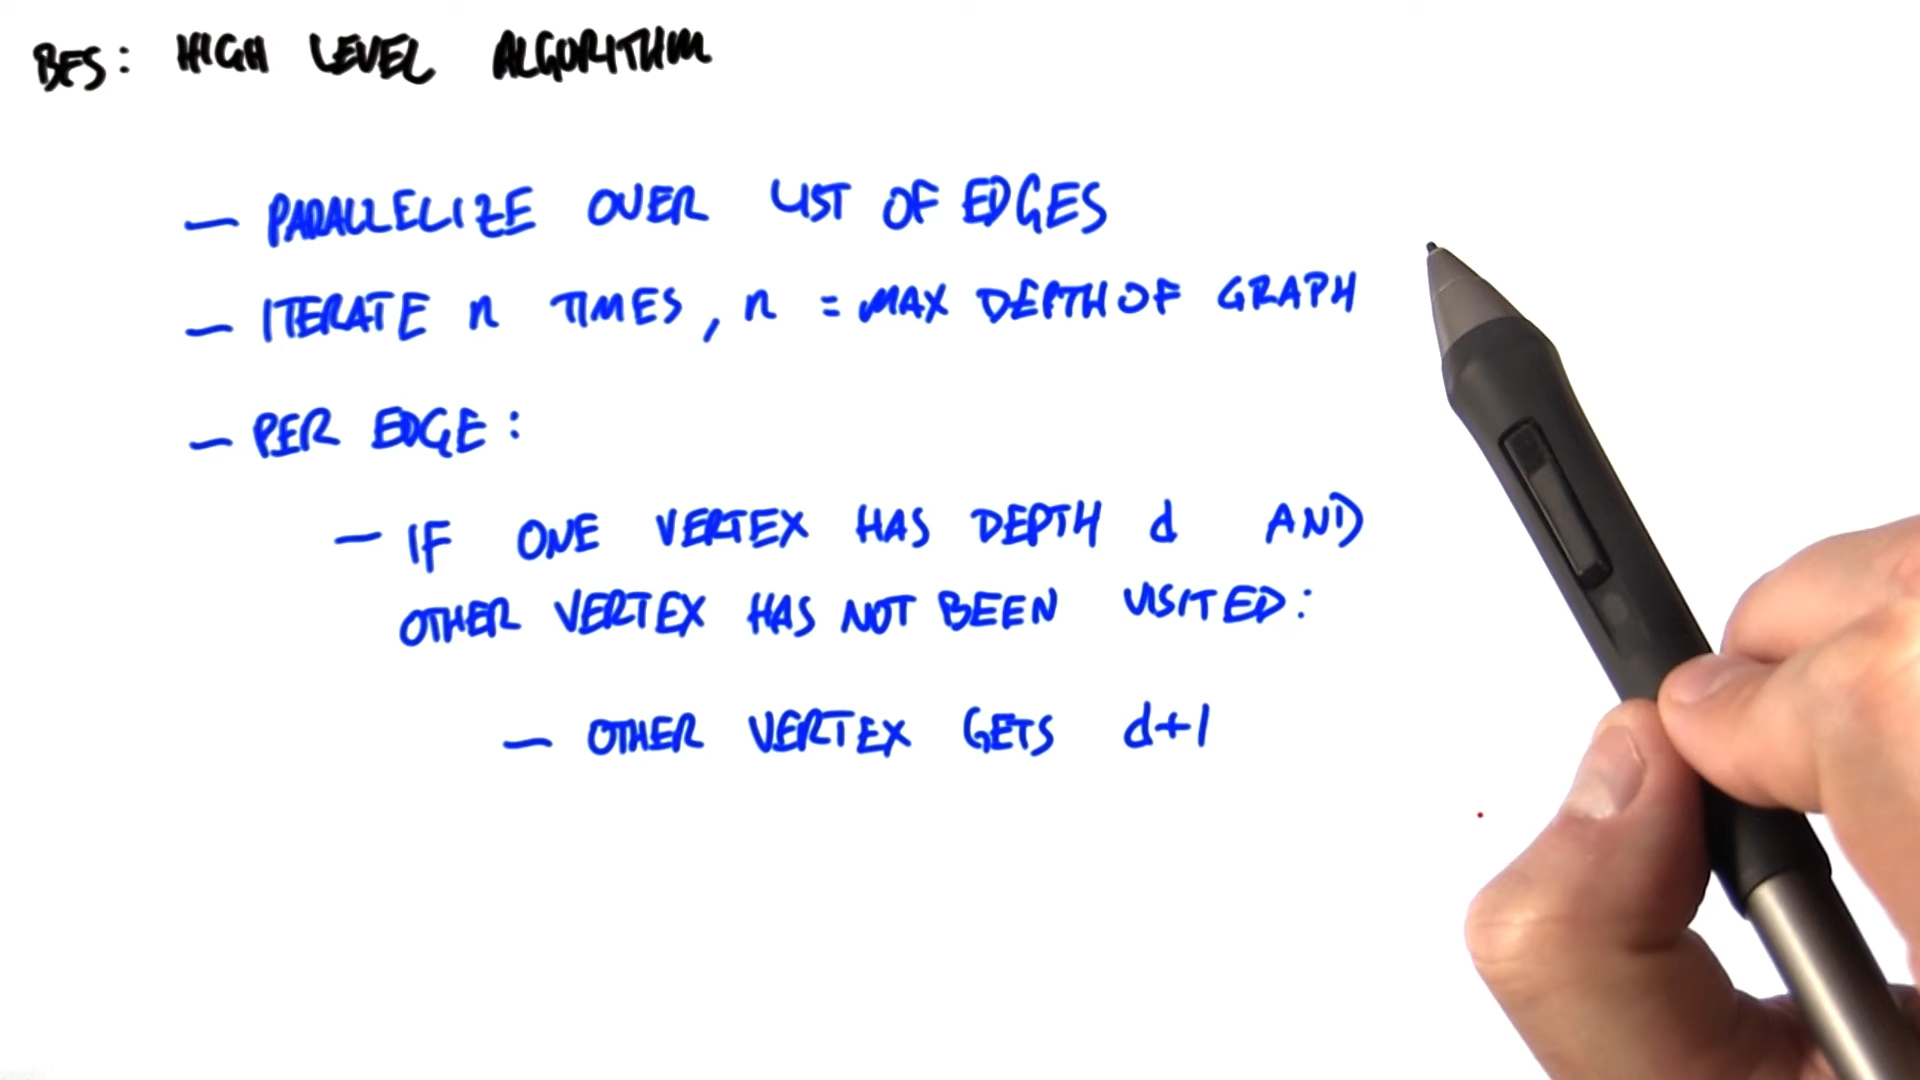 BFS: HIGH LEVEL ALGORITHM
— PARALLELIZE OVER LIST OF EDGES
— ITERATE n TIMES, n = MAX DEPTH OF GRAPH
— PER EDGE:
— IF ONE VERTEX HAS DEPTH d AND
OTHER VERTEX HAS NOT BEEN VISITED:
— OTHER VERTEX GETS d+1